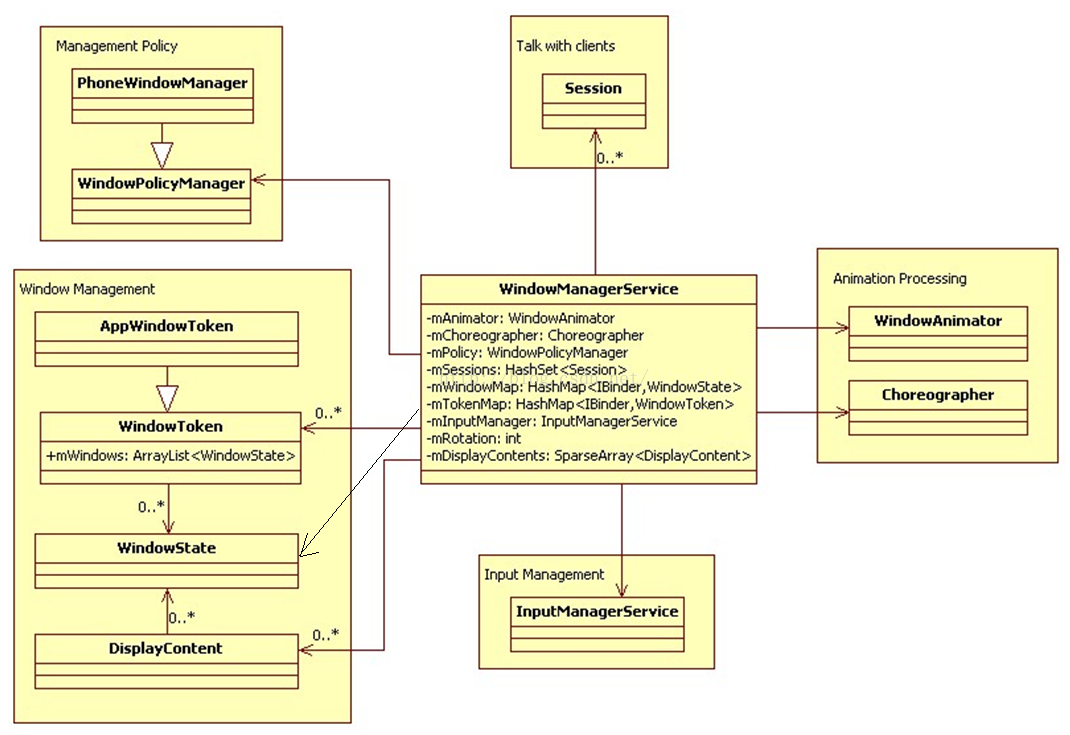 Management Policy
PhoneWindowManager
WindowPolicyManager
Talk with clients
Session
0..*
Window Management
AppWindowToken
WindowToken
+mWindows: ArrayList<WindowState>
0..*
0..*
WindowState
0..*
DisplayContent
0..*
WindowManagerService
-mAnimator: WindowAnimator
-mChoreographer: Choreographer
-mPolicy: WindowPolicyManager
-mSessions: HashSet<Session>
-mWindowMap: HashMap<IBinder,WindowState>
-mTokenMap: HashMap<IBinder,WindowToken>
-mInputManager: InputManagerService
-mRotation: int
-mDisplayContents: SparseArray<DisplayContent>
Animation Processing
WindowAnimator
Choreographer
Input Management
InputManagerService